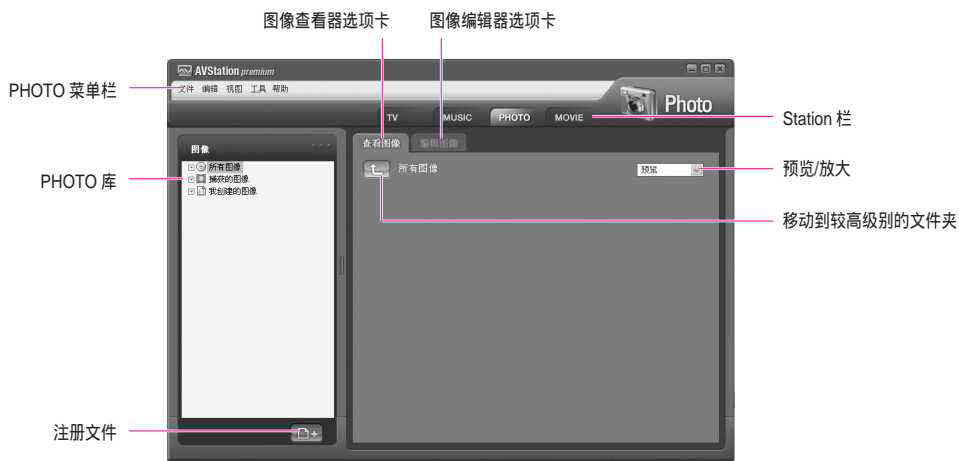 图像查看器选项卡
图像编辑器选项卡
AVStation premium
PHOTO 菜单栏
文件 编辑 视图 工具 帮助
Photo
TV MUSIC PHOTO MOVIE
Station 栏
图像
查看图像 编辑图像
所有图像
捕获的图像
我创建的图像
所有图像
预览
预览/放大
PHOTO 库
移动到较高级别的文件夹
注册文件